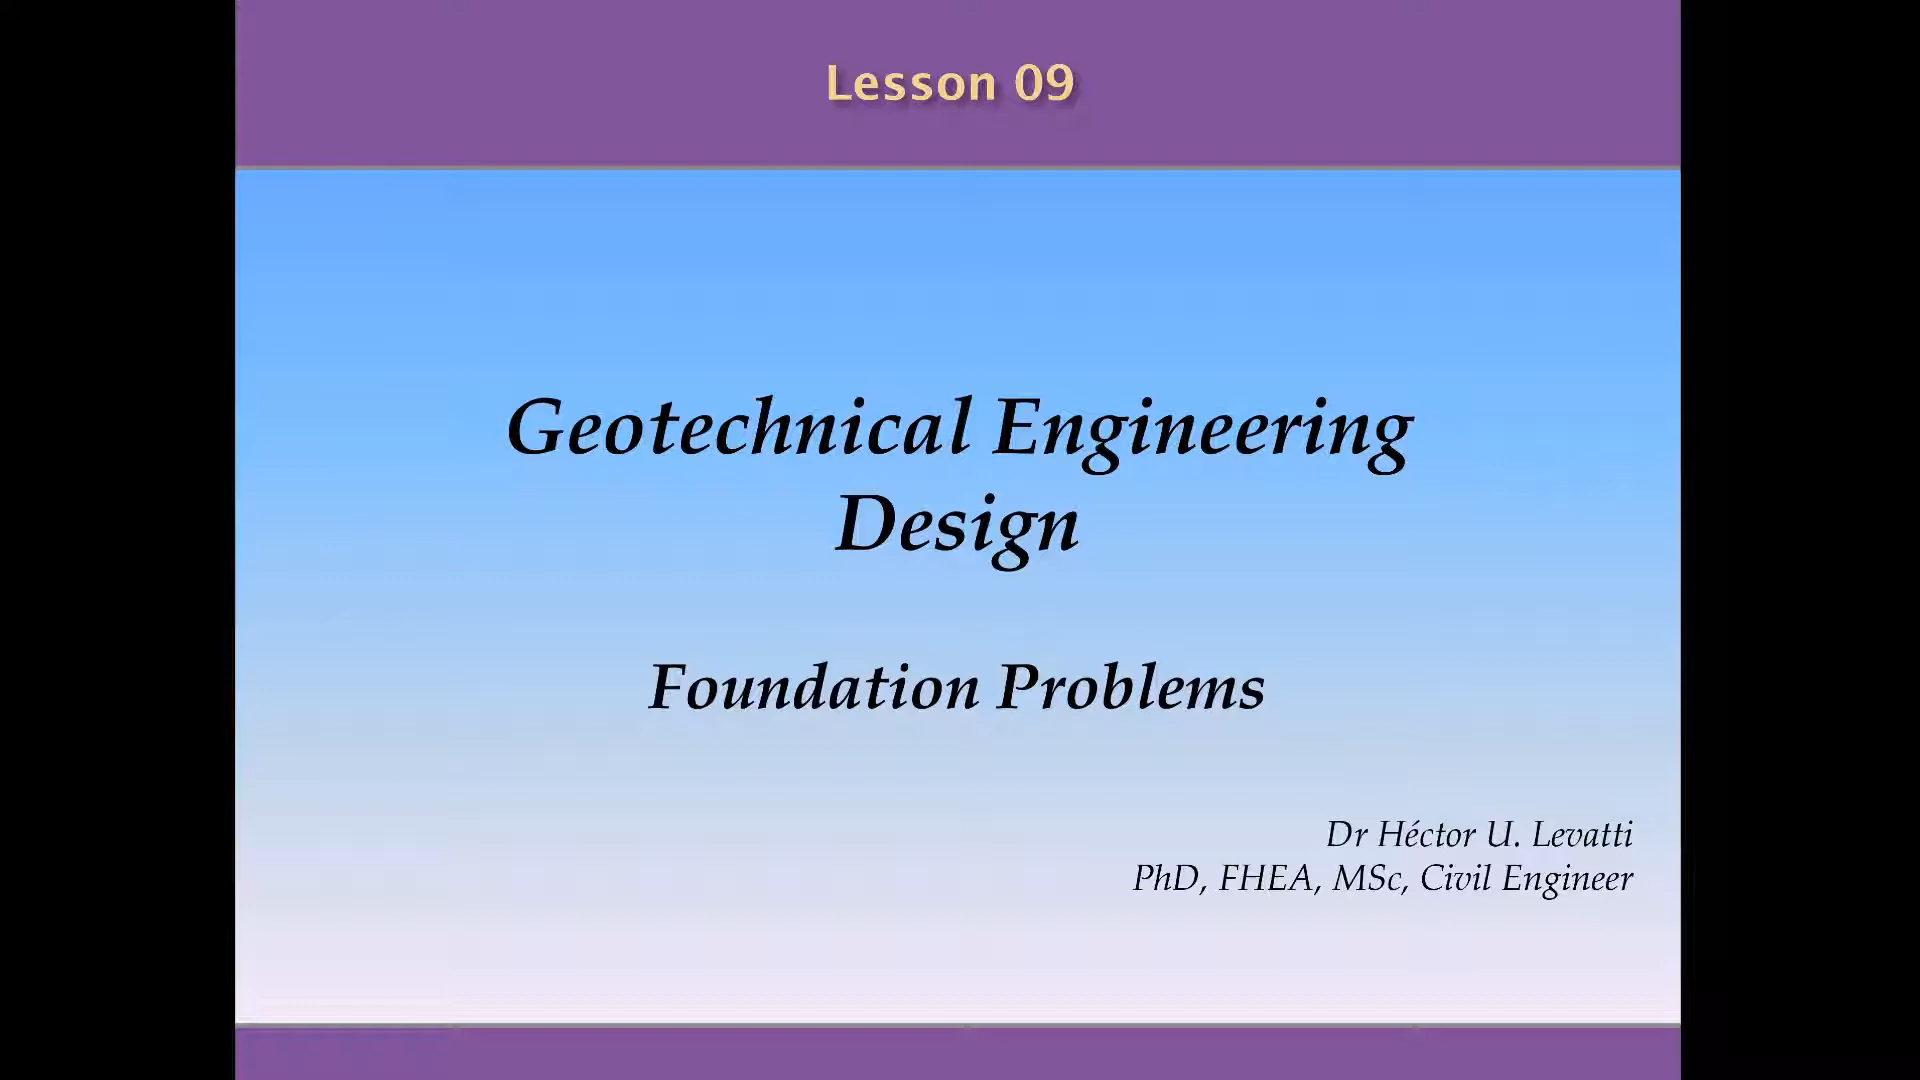 Lesson 09
Geotechnical Engineering
Design
Foundation Problems
Dr Héctor U. Levatti
PhD, FHEA, MSc, Civil Engineer